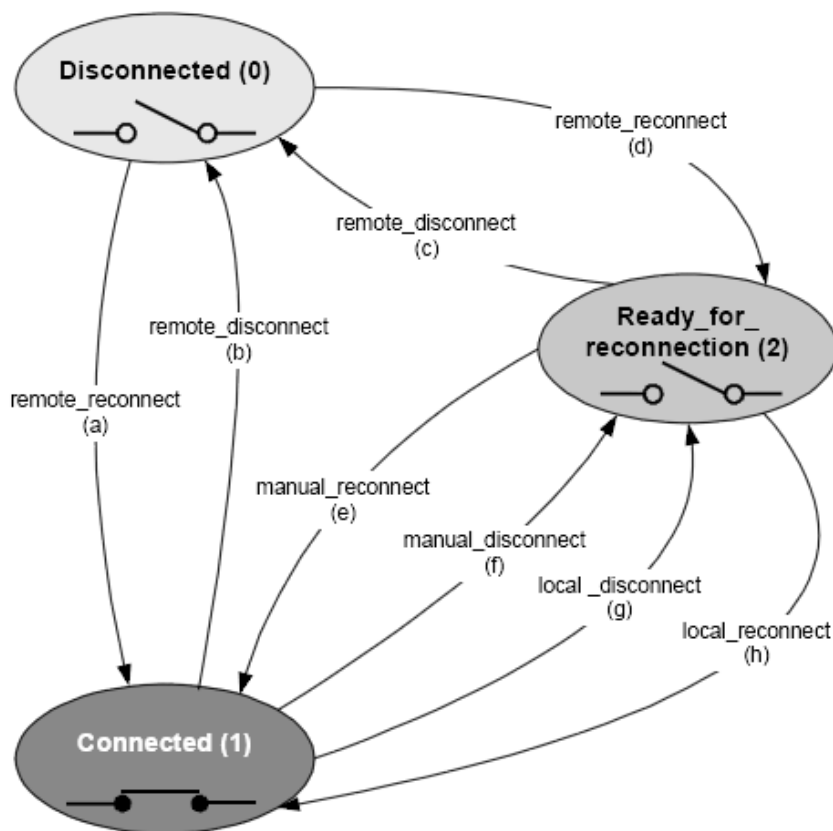 Disconnected (0)
remote_reconnect
(d)
remote_disconnect
(c)
Ready_for_
reconnection (2)
remote_disconnect
(b)
remote_reconnect
(a)
manual_reconnect
(e)
manual_disconnect
(f)
local _disconnect
(g)
local_reconnect
(h)
Connected (1)